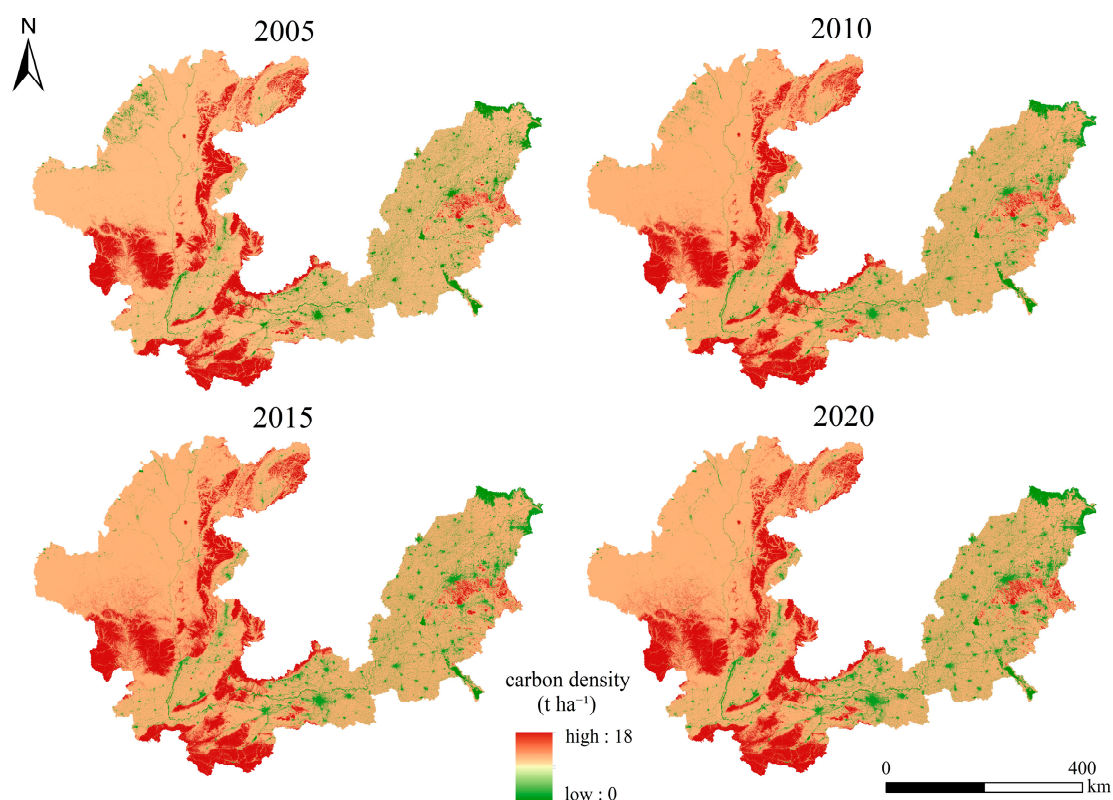 N
2005
2010
2015
2020
carbon density
(t ha⁻¹)
high : 18
low : 0
0
400
km